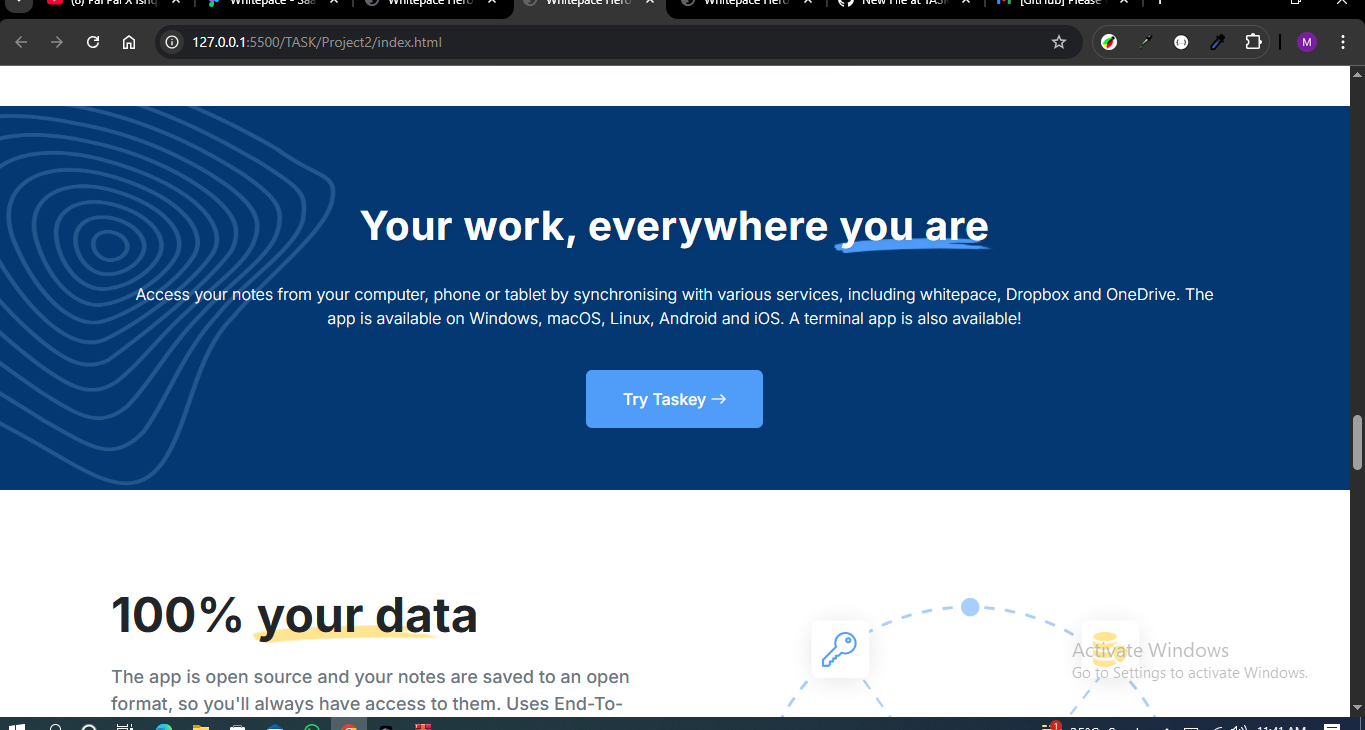 Whitepace - Saa
Whitepace Hero
Whitepace Hero
Whitepace Hero
New File at TASK
[GitHub] Please
127.0.0.1:5500/TASK/Project2/index.html
M
Your work, everywhere you are
Access your notes from your computer, phone or tablet by synchronising with various services, including whitepace, Dropbox and OneDrive. The
app is available on Windows, macOS, Linux, Android and iOS. A terminal app is also available!
Try Taskey →
100% your data
The app is open source and your notes are saved to an open
format, so you'll always have access to them. Uses End-To-
Activate Windows
Go to Settings to activate Windows.
1
11:41 AM